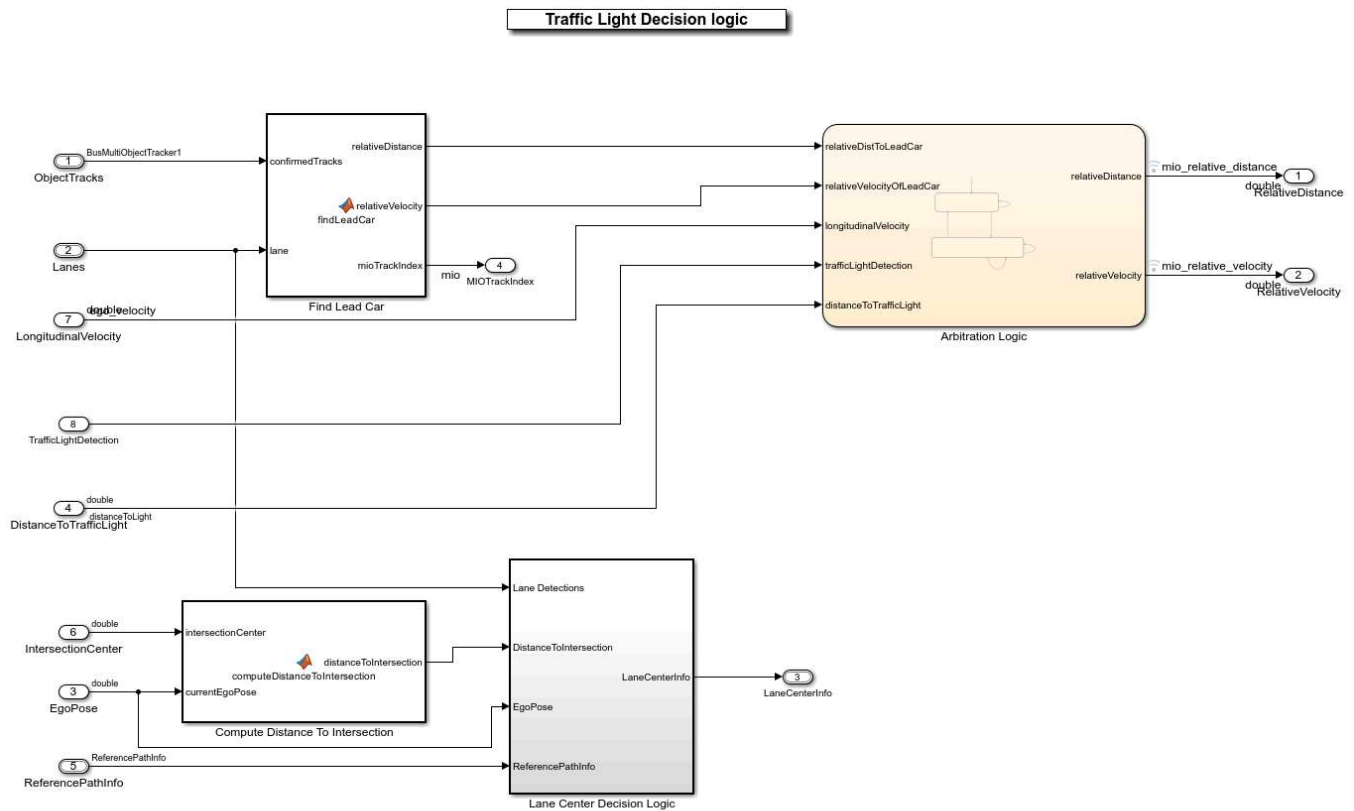 Traffic Light Decision logic
1
BusMultiObjectTracker1
ObjectTracks
2
Lanes
double
ego_velocity
7
LongitudinalVelocity
8
TrafficLightDetection
double
4
distanceToLight
DistanceToTrafficLight
double
6
IntersectionCenter
double
3
EgoPose
ReferencePathInfo
5
ReferencePathInfo
confirmedTracks
lane
relativeDistance
relativeVelocity
findLeadCar
mioTrackIndex
Find Lead Car
mio
4
MIOTrackIndex
relativeDistToLeadCar
relativeVelocityOfLeadCar
longitudinalVelocity
trafficLightDetection
distanceToTrafficLight
relativeDistance
relativeVelocity
Arbitration Logic
mio_relative_distance
double
1
RelativeDistance
mio_relative_velocity
double
2
RelativeVelocity
intersectionCenter
currentEgoPose
distanceToIntersection
computeDistanceToIntersection
Compute Distance To Intersection
Lane Detections
DistanceToIntersection
EgoPose
ReferencePathInfo
LaneCenterInfo
Lane Center Decision Logic
3
LaneCenterInfo